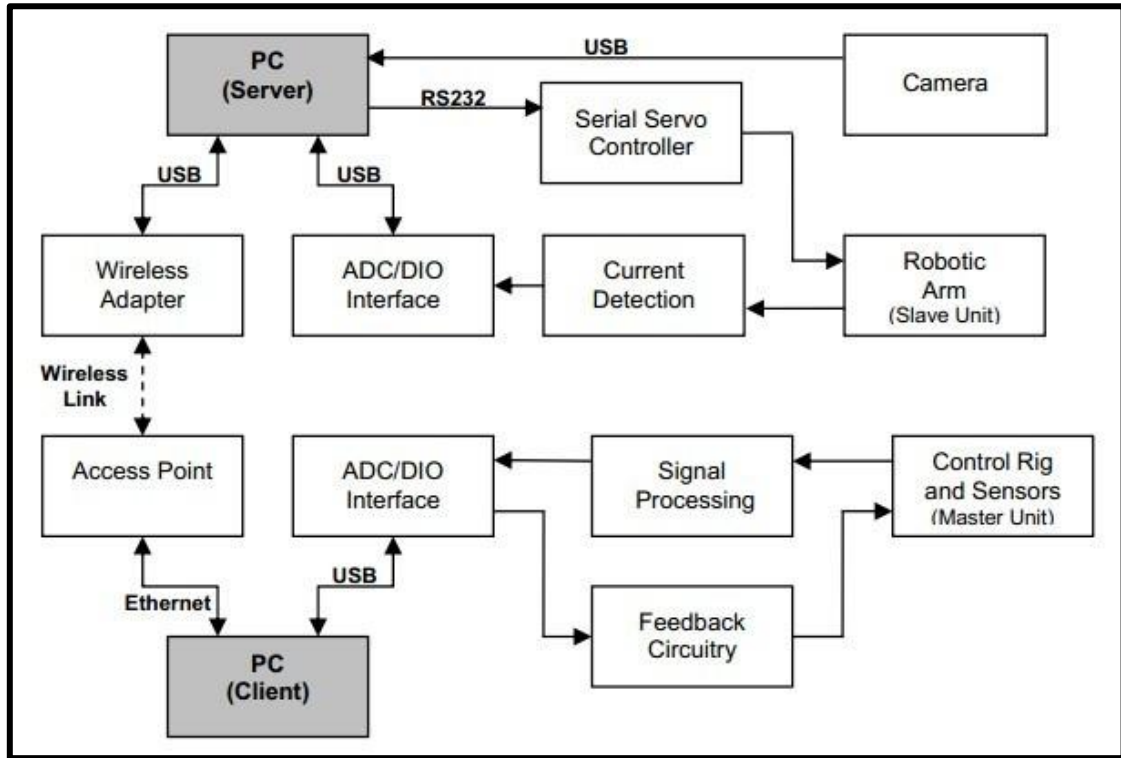 PC
(Server)
USB
Camera
RS232
Serial Servo
Controller
USB
USB
Wireless
Adapter
ADC/DIO
Interface
Current
Detection
Robotic
Arm
(Slave Unit)
Wireless
Link
Access Point
ADC/DIO
Interface
Signal
Processing
Control Rig
and Sensors
(Master Unit)
USB
Ethernet
Feedback
Circuitry
PC
(Client)